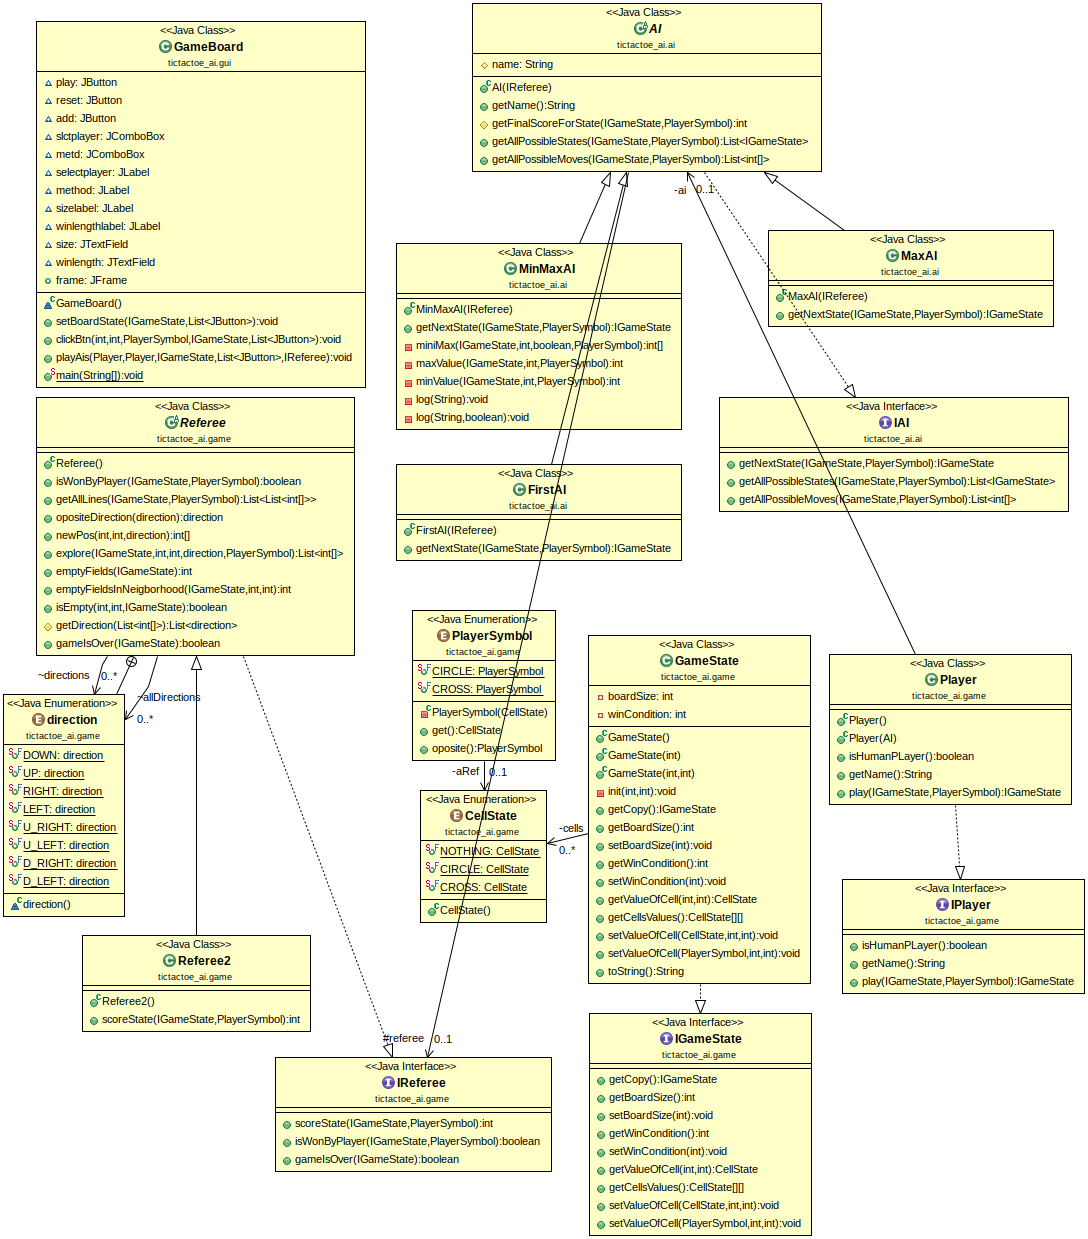 <<Java Class>>
GameBoard
tictactoe_ai.gui
play: JButton
reset: JButton
add: JButton
slctplayer: JComboBox
metd: JComboBox
selectplayer: JLabel
method: JLabel
sizelabel: JLabel
winlengthlabel: JLabel
size: JTextField
winlength: JTextField
frame: JFrame
GameBoard()
setBoardState(IGameState,List<JButton>):void
clickBtn(int,int,PlayerSymbol,IGameState,List<JButton>):void
playAis(Player,Player,IGameState,List<JButton>,IReferee):void
main(String[]):void
<<Java Class>>
AI
tictactoe_ai.ai
name: String
AI(IReferee)
getName():String
getFinalScoreForState(IGameState,PlayerSymbol):int
getAllPossibleStates(IGameState,PlayerSymbol):List<IGameState>
getAllPossibleMoves(IGameState,PlayerSymbol):List<int[]>
-ai
0..1
<<Java Class>>
MinMaxAI
tictactoe_ai.ai
MinMaxAI(IReferee)
getNextState(IGameState,PlayerSymbol):IGameState
miniMax(IGameState,int,boolean,PlayerSymbol):int[]
maxValue(IGameState,int,PlayerSymbol):int
minValue(IGameState,int,PlayerSymbol):int
log(String):void
log(String,boolean):void
<<Java Class>>
MaxAI
tictactoe_ai.ai
MaxAI(IReferee)
getNextState(IGameState,PlayerSymbol):IGameState
<<Java Class>>
Referee
tictactoe_ai.game
Referee()
isWonByPlayer(IGameState,PlayerSymbol):boolean
getAllLines(IGameState,PlayerSymbol):List<List<int[]>>
opositeDirection(direction):direction
newPos(int,int,direction):int[]
explore(IGameState,int,int,direction,PlayerSymbol):List<int[]>
emptyFields(IGameState):int
emptyFieldsInNeigborhood(IGameState,int,int):int
isEmpty(int,int,IGameState):boolean
getDirection(List<int[]>):List<direction>
gameIsOver(IGameState):boolean
<<Java Interface>>
IAI
tictactoe_ai.ai
getNextState(IGameState,PlayerSymbol):IGameState
getAllPossibleStates(IGameState,PlayerSymbol):List<IGameState>
getAllPossibleMoves(IGameState,PlayerSymbol):List<int[]>
<<Java Class>>
FirstAI
tictactoe_ai.ai
FirstAI(IReferee)
getNextState(IGameState,PlayerSymbol):IGameState
<<Java Enumeration>>
PlayerSymbol
tictactoe_ai.game
CIRCLE: PlayerSymbol
CROSS: PlayerSymbol
PlayerSymbol(CellState)
get():CellState
oposite():PlayerSymbol
-aRef
0..1
<<Java Class>>
GameState
tictactoe_ai.game
boardSize: int
winCondition: int
GameState()
GameState(int)
GameState(int,int)
init(int,int):void
getCopy():IGameState
getBoardSize():int
setBoardSize(int):void
getWinCondition():int
setWinCondition(int):void
getValueOfCell(int,int):CellState
getCellsValues():CellState[][]
setValueOfCell(CellState,int,int):void
setValueOfCell(PlayerSymbol,int,int):void
toString():String
-cells
0..*
<<Java Class>>
Player
tictactoe_ai.game
Player()
Player(AI)
isHumanPLayer():boolean
getName():String
play(IGameState,PlayerSymbol):IGameState
~directions
0..*
~allDirections
0..*
<<Java Enumeration>>
direction
tictactoe_ai.game
DOWN: direction
UP: direction
RIGHT: direction
LEFT: direction
U_RIGHT: direction
U_LEFT: direction
D_RIGHT: direction
D_LEFT: direction
direction()
<<Java Enumeration>>
CellState
tictactoe_ai.game
NOTHING: CellState
CIRCLE: CellState
CROSS: CellState
CellState()
<<Java Interface>>
IPlayer
tictactoe_ai.game
isHumanPLayer():boolean
getName():String
play(IGameState,PlayerSymbol):IGameState
<<Java Class>>
Referee2
tictactoe_ai.game
Referee2()
scoreState(IGameState,PlayerSymbol):int
#referee
0..1
<<Java Interface>>
IReferee
tictactoe_ai.game
scoreState(IGameState,PlayerSymbol):int
isWonByPlayer(IGameState,PlayerSymbol):boolean
gameIsOver(IGameState):boolean
<<Java Interface>>
IGameState
tictactoe_ai.game
getCopy():IGameState
getBoardSize():int
setBoardSize(int):void
getWinCondition():int
setWinCondition(int):void
getValueOfCell(int,int):CellState
getCellsValues():CellState[][]
setValueOfCell(CellState,int,int):void
setValueOfCell(PlayerSymbol,int,int):void